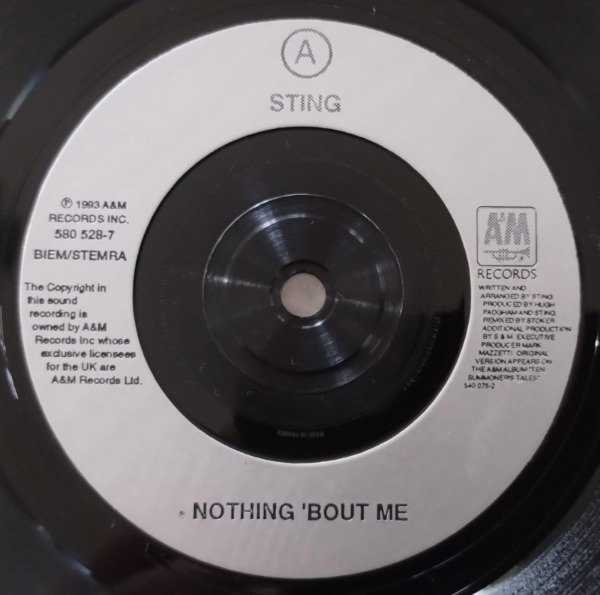 A
STING
℗ 1993 A&M
RECORDS INC.
580 528-7
BIEM/STEMRA
The Copyright in
this sound
recording is
owned by A&M
Records Inc whose
exclusive licensees
for the UK are
A&M Records Ltd.
A&M
RECORDS
WRITTEN AND
ARRANGED BY STING
PRODUCED BY HUGH
PADGHAM AND STING
REMIXED BY STOKER
ADDITIONAL PRODUCTION
BY S & M. EXECUTIVE
PRODUCER MARK
MAZZETTI. ORIGINAL
VERSION APPEARS ON
THE A&M ALBUM "TEN
SUMMONER'S TALES"
540 075-2
NOTHING 'BOUT ME